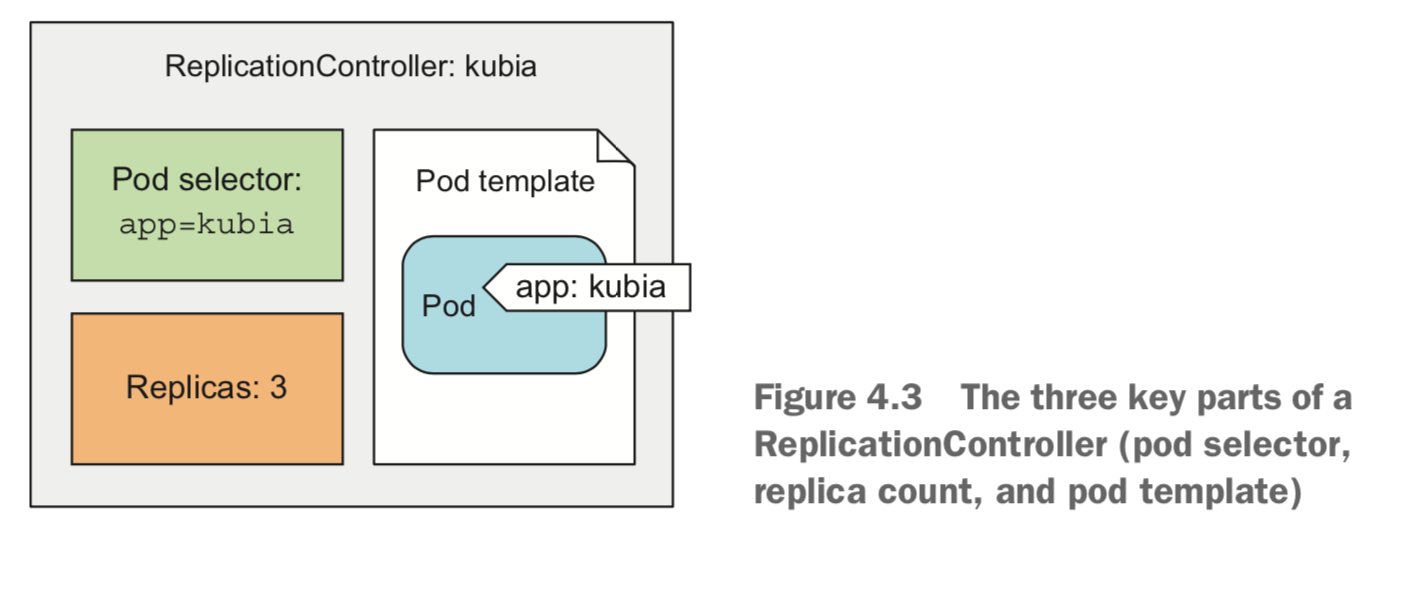 ReplicationController: kubia
Pod selector:
app=kubia
Replicas: 3
Pod template
Pod
app: kubia
Figure 4.3 The three key parts of a
ReplicationController (pod selector,
replica count, and pod template)